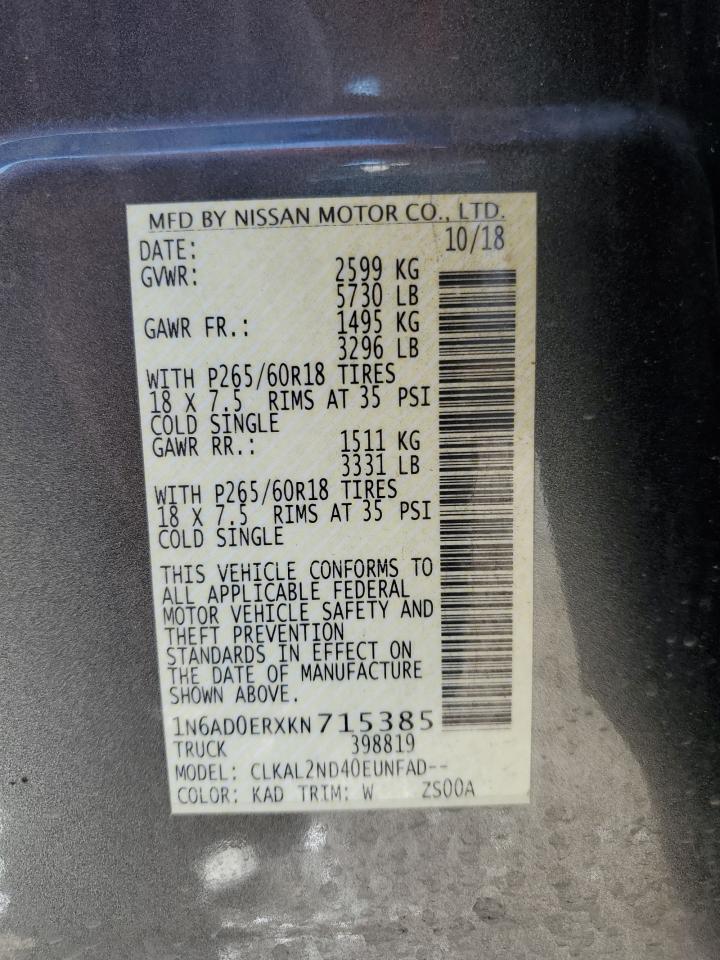 MFD BY NISSAN MOTOR CO., LTD.
DATE: 10/18
GVWR: 2599 KG
5730 LB
GAWR FR.: 1495 KG
3296 LB
WITH P265/60R18 TIRES
18 X 7.5 RIMS AT 35 PSI
COLD SINGLE
GAWR RR.: 1511 KG
3331 LB
WITH P265/60R18 TIRES
18 X 7.5 RIMS AT 35 PSI
COLD SINGLE
THIS VEHICLE CONFORMS TO
ALL APPLICABLE FEDERAL
MOTOR VEHICLE SAFETY AND
THEFT PREVENTION
STANDARDS IN EFFECT ON
THE DATE OF MANUFACTURE
SHOWN ABOVE.
1N6AD0ERXKN715385
TRUCK 398819
MODEL: CLKAL2ND40EUNFAD--
COLOR: KAD TRIM: W ZS00A